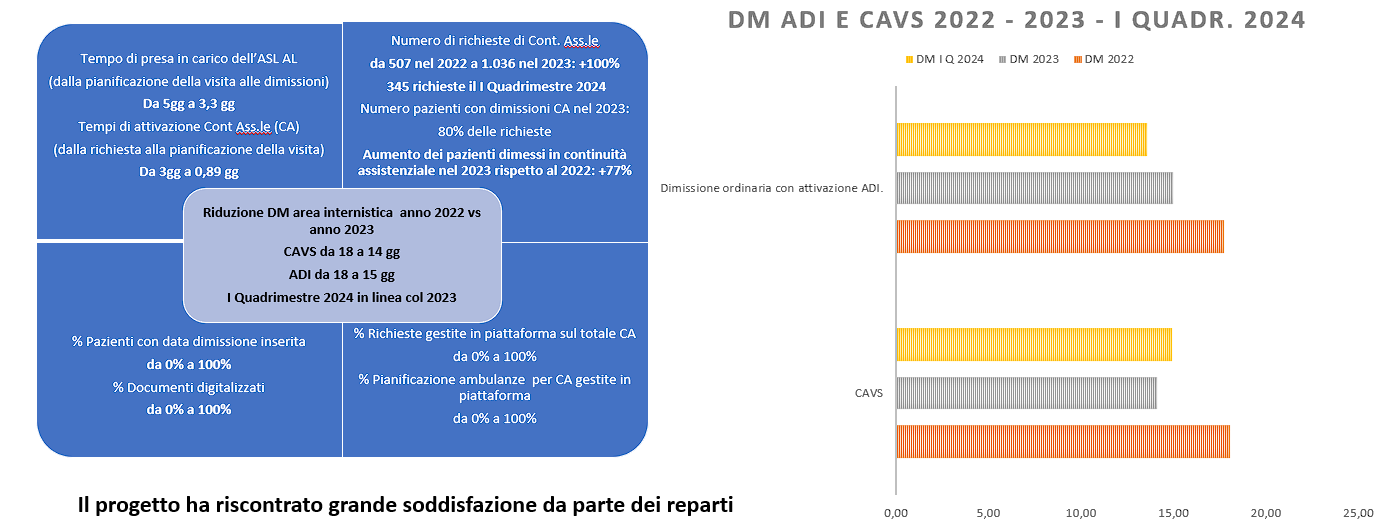 Tempo di presa in carico dell'ASL AL
(dalla pianificazione della visita alle dimissioni)
Da 5gg a 3,3 gg
Tempi di attivazione Cont Ass.le (CA)
(dalla richiesta alla pianificazione della visita)
Da 3gg a 0,89 gg
Numero di richieste di Cont. Ass.le
da 507 nel 2022 a 1.036 nel 2023: +100%
345 richieste il I Quadrimestre 2024
Numero pazienti con dimissioni CA nel 2023:
80% delle richieste
Aumento dei pazienti dimessi in continuità
assistenziale nel 2023 rispetto al 2022: +77%
Riduzione DM area internistica anno 2022 vs
anno 2023
CAVS da 18 a 14 gg
ADI da 18 a 15 gg
I Quadrimestre 2024 in linea col 2023
% Pazienti con data dimissione inserita
da 0% a 100%
% Documenti digitalizzati
da 0% a 100%
% Richieste gestite in piattaforma sul totale CA
da 0% a 100%
% Pianificazione ambulanze per CA gestite in
piattaforma
da 0% a 100%
Il progetto ha riscontrato grande soddisfazione da parte dei reparti
DM ADI E CAVS 2022 - 2023 - I QUADR. 2024
DM I Q 2024 DM 2023 DM 2022
Dimissione ordinaria con attivazione ADI.
CAVS
0,00 5,00 10,00 15,00 20,00 25,00